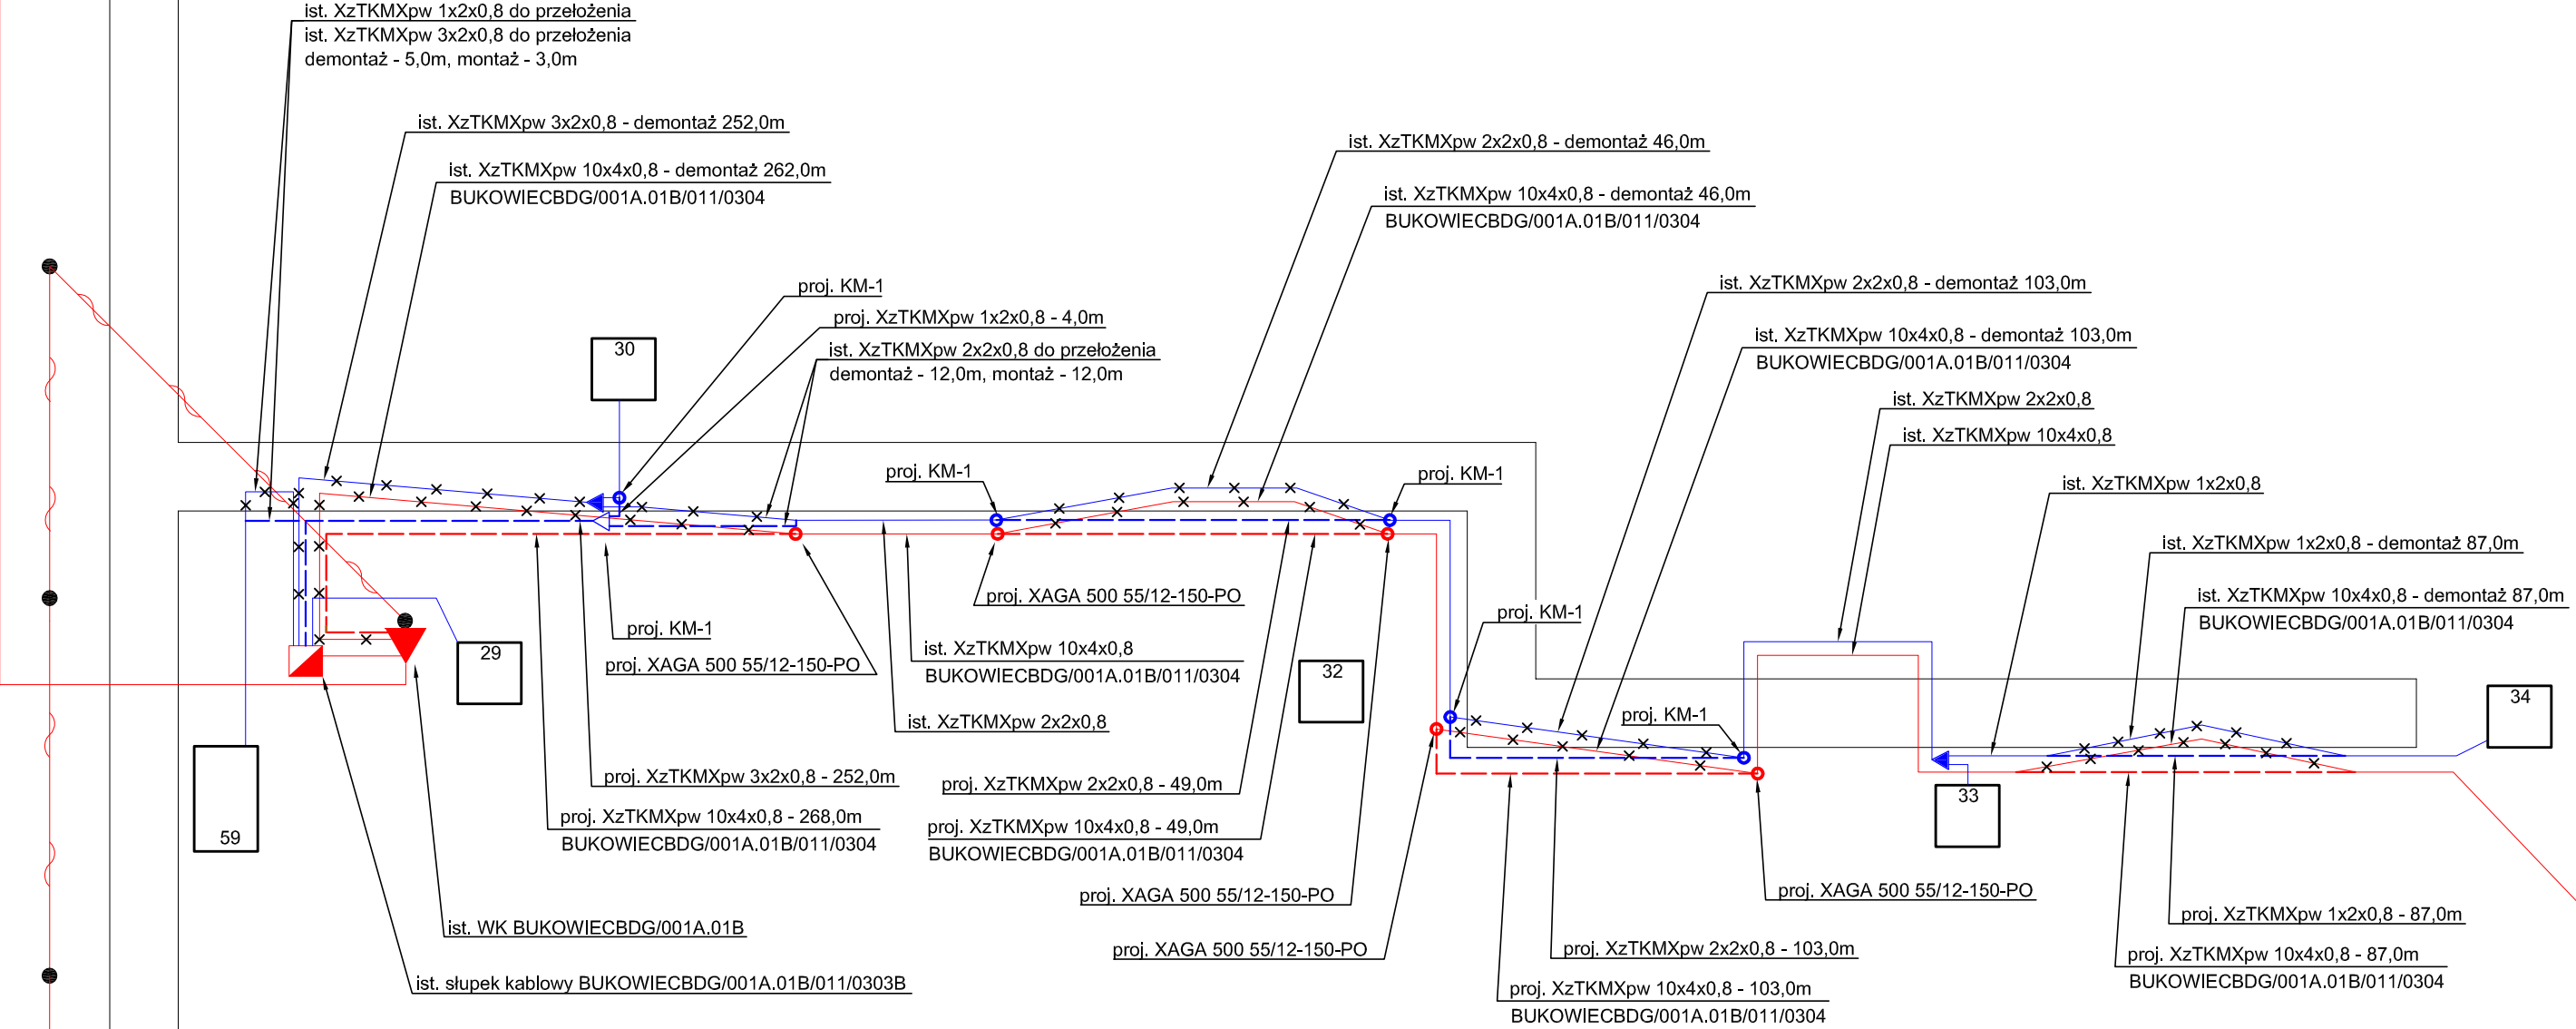 ist. XzTKMXpw 1x2x0,8 do przełożenia
ist. XzTKMXpw 3x2x0,8 do przełożenia
demontaż - 5,0m, montaż - 3,0m
ist. XzTKMXpw 3x2x0,8 - demontaż 252,0m
ist. XzTKMXpw 10x4x0,8 - demontaż 262,0m
BUKOWIECBDG/001A.01B/011/0304
ist. XzTKMXpw 2x2x0,8 - demontaż 46,0m
ist. XzTKMXpw 10x4x0,8 - demontaż 46,0m
BUKOWIECBDG/001A.01B/011/0304
proj. KM-1
proj. XzTKMXpw 1x2x0,8 - 4,0m
ist. XzTKMXpw 2x2x0,8 do przełożenia
demontaż - 12,0m, montaż - 12,0m
30
ist. XzTKMXpw 2x2x0,8 - demontaż 103,0m
ist. XzTKMXpw 10x4x0,8 - demontaż 103,0m
BUKOWIECBDG/001A.01B/011/0304
ist. XzTKMXpw 2x2x0,8
ist. XzTKMXpw 10x4x0,8
proj. KM-1
proj. KM-1
ist. XzTKMXpw 1x2x0,8
ist. XzTKMXpw 1x2x0,8 - demontaż 87,0m
ist. XzTKMXpw 10x4x0,8 - demontaż 87,0m
BUKOWIECBDG/001A.01B/011/0304
proj. XAGA 500 55/12-150-PO
proj. KM-1
proj. KM-1
proj. XAGA 500 55/12-150-PO
ist. XzTKMXpw 10x4x0,8
BUKOWIECBDG/001A.01B/011/0304
29
32
34
proj. KM-1
ist. XzTKMXpw 2x2x0,8
proj. XzTKMXpw 3x2x0,8 - 252,0m
proj. XzTKMXpw 2x2x0,8 - 49,0m
33
59
proj. XzTKMXpw 10x4x0,8 - 268,0m
BUKOWIECBDG/001A.01B/011/0304
proj. XzTKMXpw 10x4x0,8 - 49,0m
BUKOWIECBDG/001A.01B/011/0304
proj. XAGA 500 55/12-150-PO
proj. XAGA 500 55/12-150-PO
proj. XzTKMXpw 1x2x0,8 - 87,0m
ist. WK BUKOWIECBDG/001A.01B
proj. XAGA 500 55/12-150-PO
proj. XzTKMXpw 2x2x0,8 - 103,0m
proj. XzTKMXpw 10x4x0,8 - 87,0m
BUKOWIECBDG/001A.01B/011/0304
ist. słupek kablowy BUKOWIECBDG/001A.01B/011/0303B
proj. XzTKMXpw 10x4x0,8 - 103,0m
BUKOWIECBDG/001A.01B/011/0304